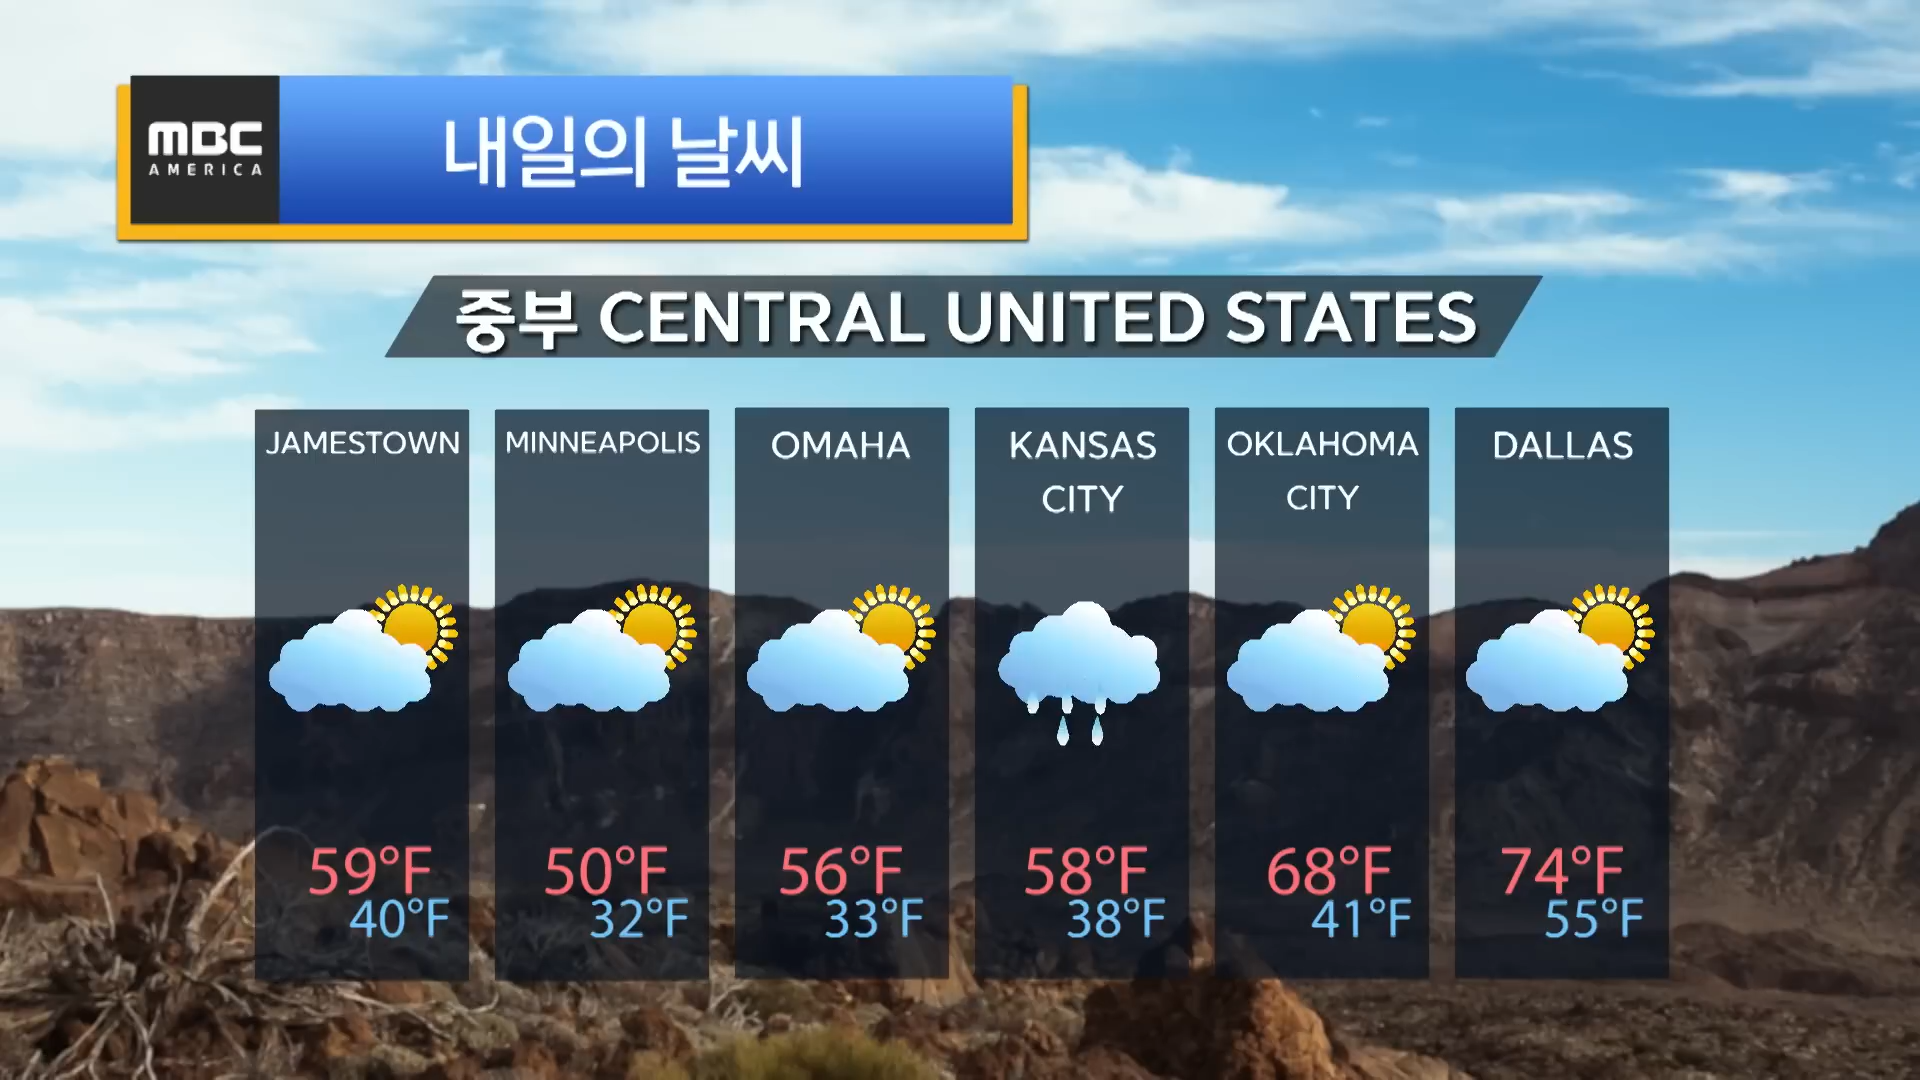 MBC
AMERICA
내일의 날씨
중부 CENTRAL UNITED STATES
JAMESTOWN
59°F
40°F
MINNEAPOLIS
50°F
32°F
OMAHA
56°F
33°F
KANSAS
CITY
58°F
38°F
OKLAHOMA
CITY
68°F
41°F
DALLAS
74°F
55°F